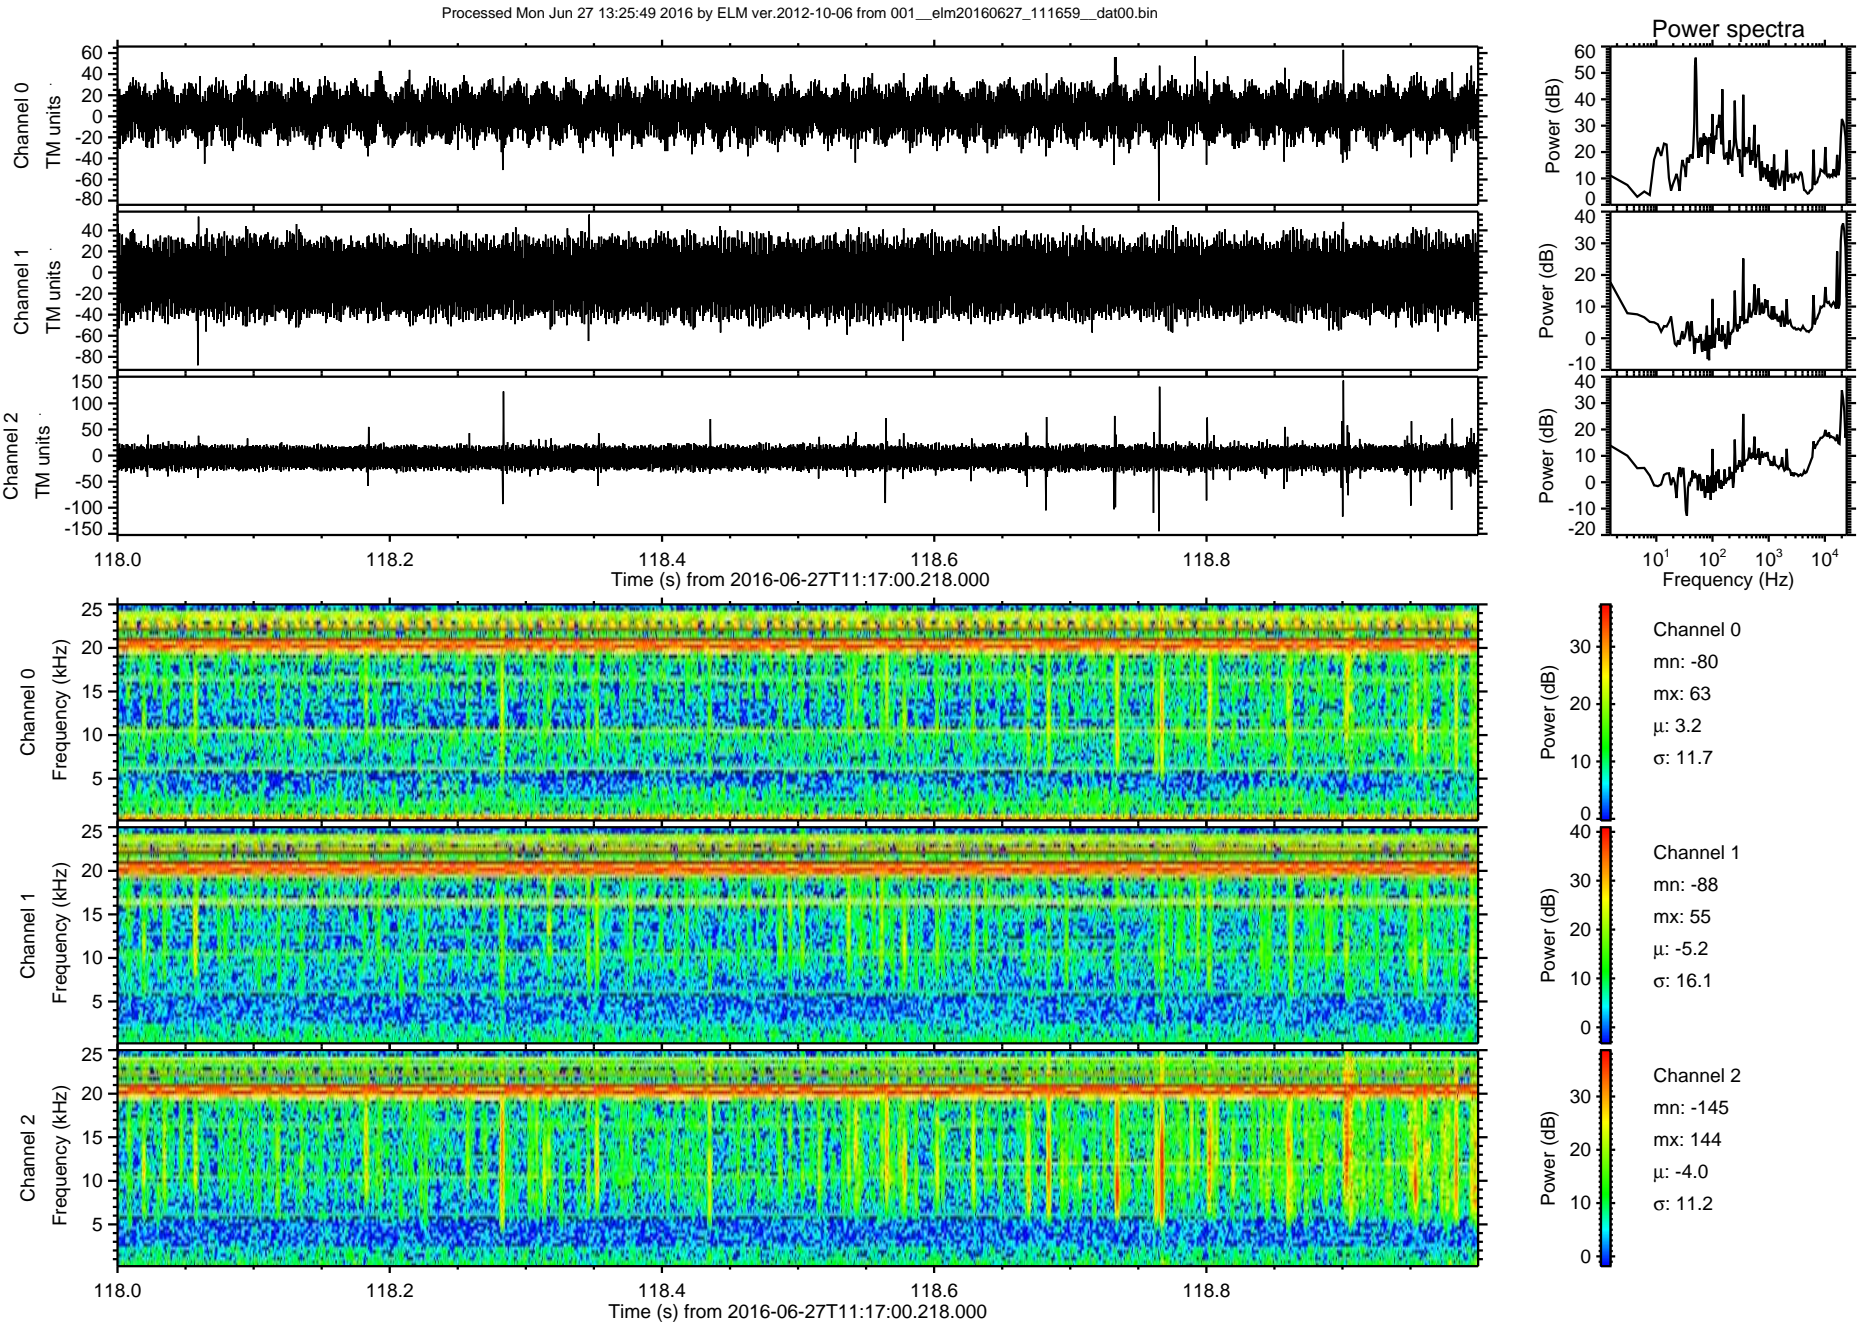 Processed Mon Jun 27 13:25:49 2016 by ELM ver.2012-10-06 from 001__elm20160627_111659__dat00.bin
Power spectra
Channel 0
TM units
60
40
20
0
-20
-40
-60
-80
Power (dB)
60
50
40
30
20
10
0
Channel 1
TM units
40
20
0
-20
-40
-60
-80
Power (dB)
40
30
20
10
0
-10
Channel 2
TM units
150
100
50
0
-50
-100
-150
Power (dB)
40
30
20
10
0
-10
-20
118.0 118.2 118.4 118.6 118.8
Time (s) from 2016-06-27T11:17:00.218.000
10^1 10^2 10^3 10^4
Frequency (Hz)
Channel 0
Frequency (kHz)
25
20
15
10
5
Power (dB)
30
20
10
0
Channel 0
mn: -80
mx: 63
μ: 3.2
σ: 11.7
Channel 1
Frequency (kHz)
25
20
15
10
5
Power (dB)
40
30
20
10
0
Channel 1
mn: -88
mx: 55
μ: -5.2
σ: 16.1
Channel 2
Frequency (kHz)
25
20
15
10
5
Power (dB)
30
20
10
0
Channel 2
mn: -145
mx: 144
μ: -4.0
σ: 11.2
118.0 118.2 118.4 118.6 118.8
Time (s) from 2016-06-27T11:17:00.218.000